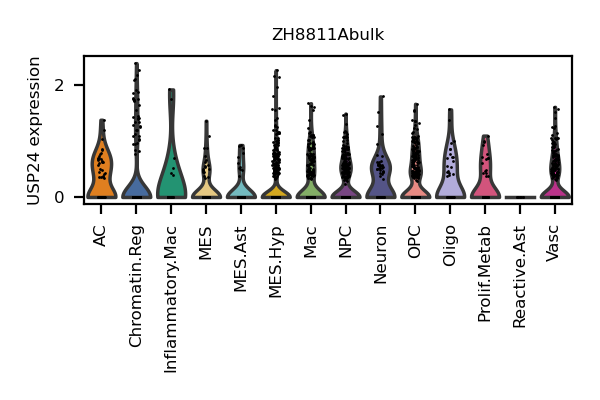 ZH8811Abulk
USP24 expression
2
0
AC
Chromatin.Reg
Inflammatory.Mac
MES
MES.Ast
MES.Hyp
Mac
NPC
Neuron
OPC
Oligo
Prolif.Metab
Reactive.Ast
Vasc